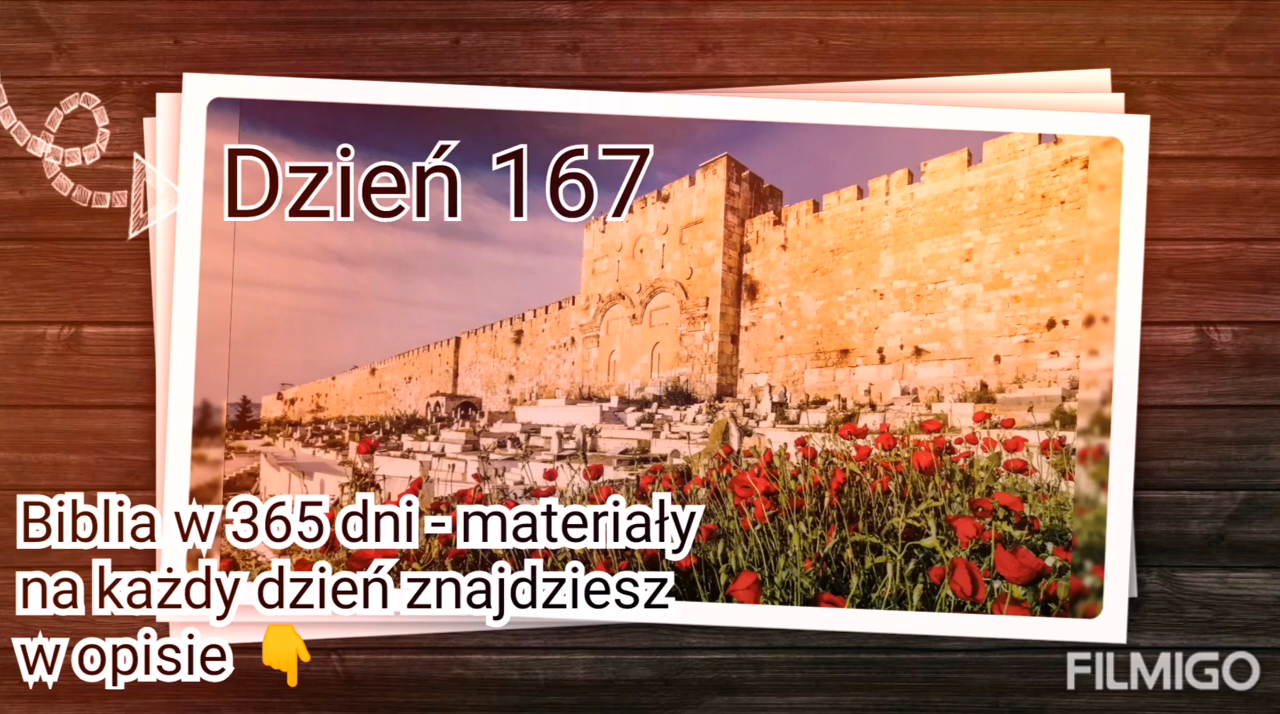 Dzień 167
Biblia w 365 dni - materiały
na każdy dzień znajdziesz
w opisie 👇
FILMIGO